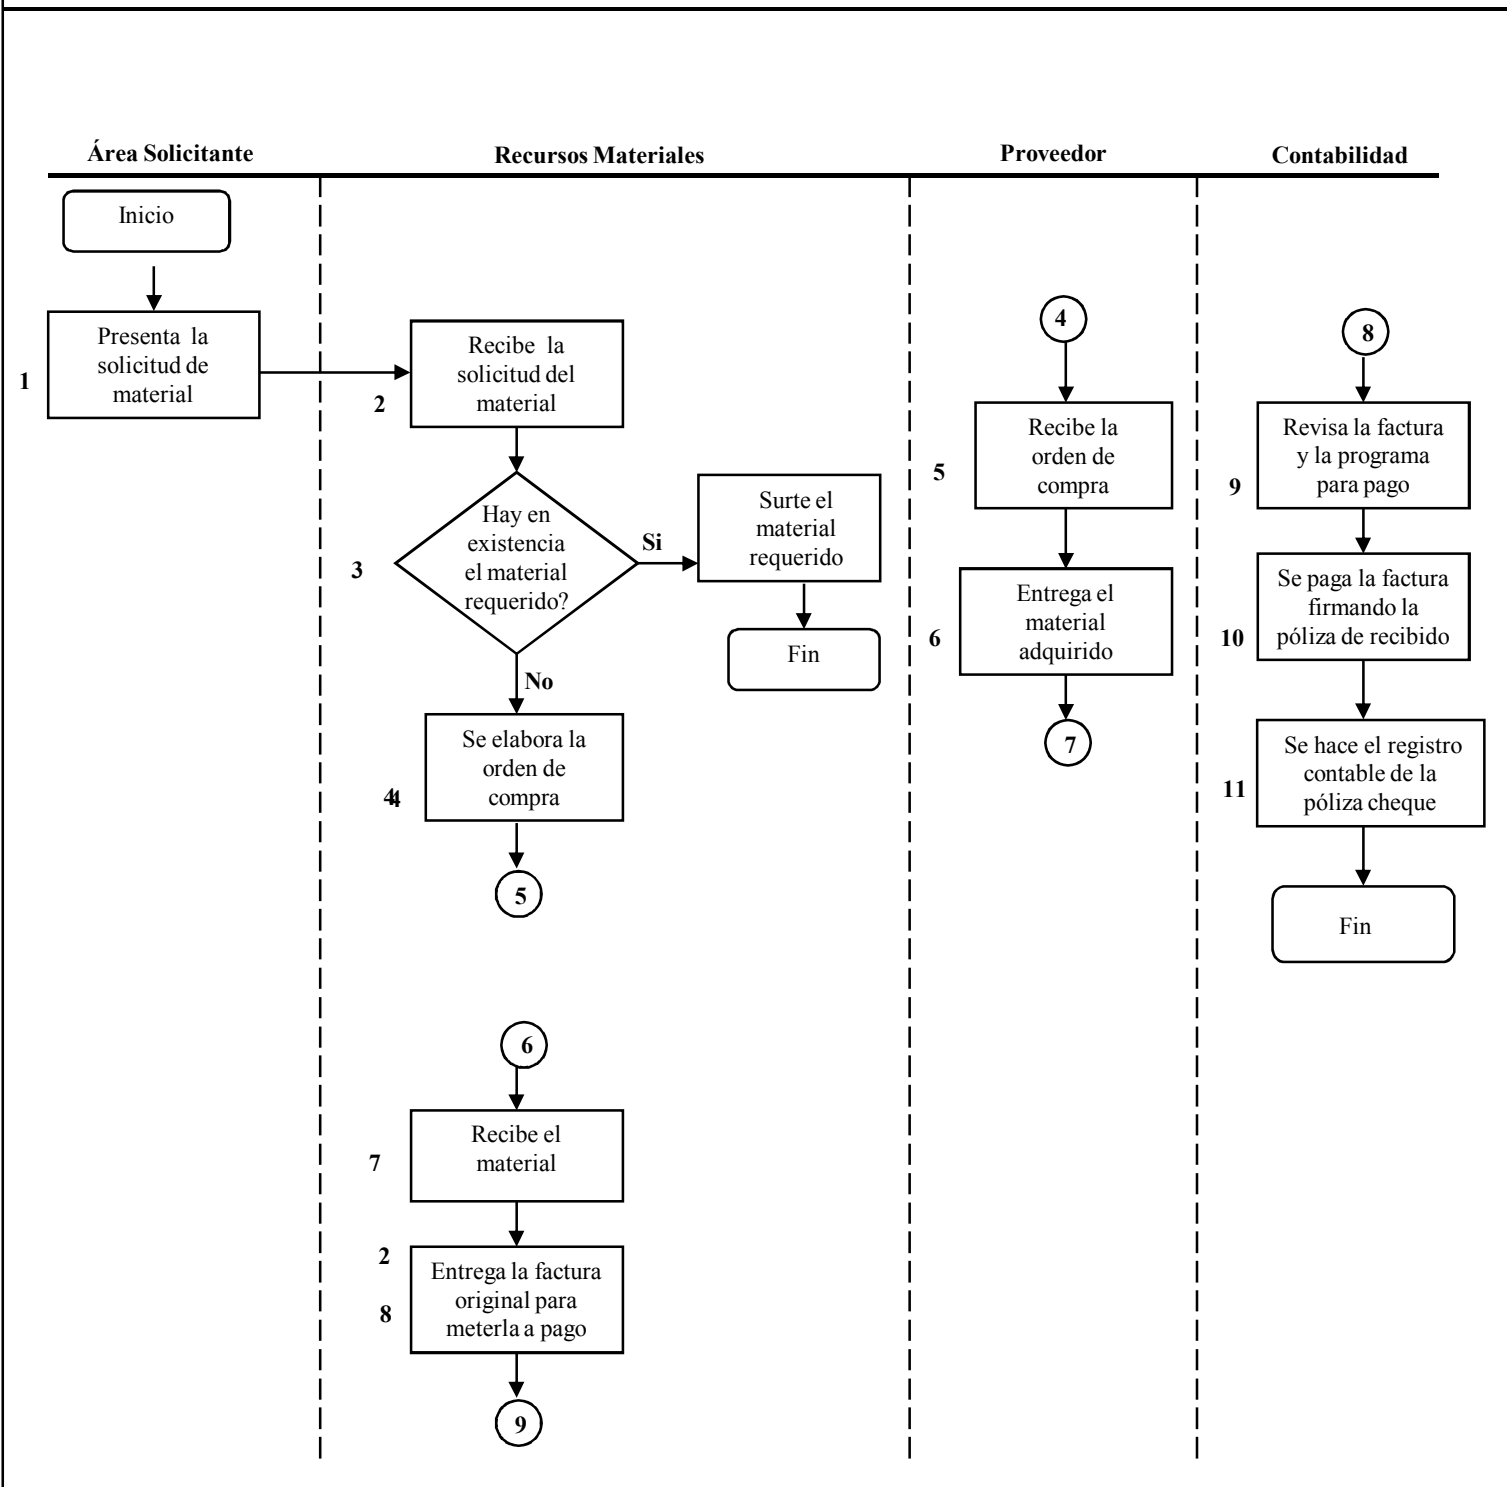 Área Solicitante
Recursos Materiales
Proveedor
Contabilidad
Inicio
1
Presenta la
solicitud de
material
2
Recibe la
solicitud del
material
3
Hay en
existencia
el material
requerido?
Si
Surte el
material
requerido
Fin
No
44
Se elabora la
orden de
compra
5
6
7
Recibe el
material
2
8
Entrega la factura
original para
meterla a pago
9
4
5
Recibe la
orden de
compra
6
Entrega el
material
adquirido
7
8
9
Revisa la factura
y la programa
para pago
10
Se paga la factura
firmando la
póliza de recibido
11
Se hace el registro
contable de la
póliza cheque
Fin